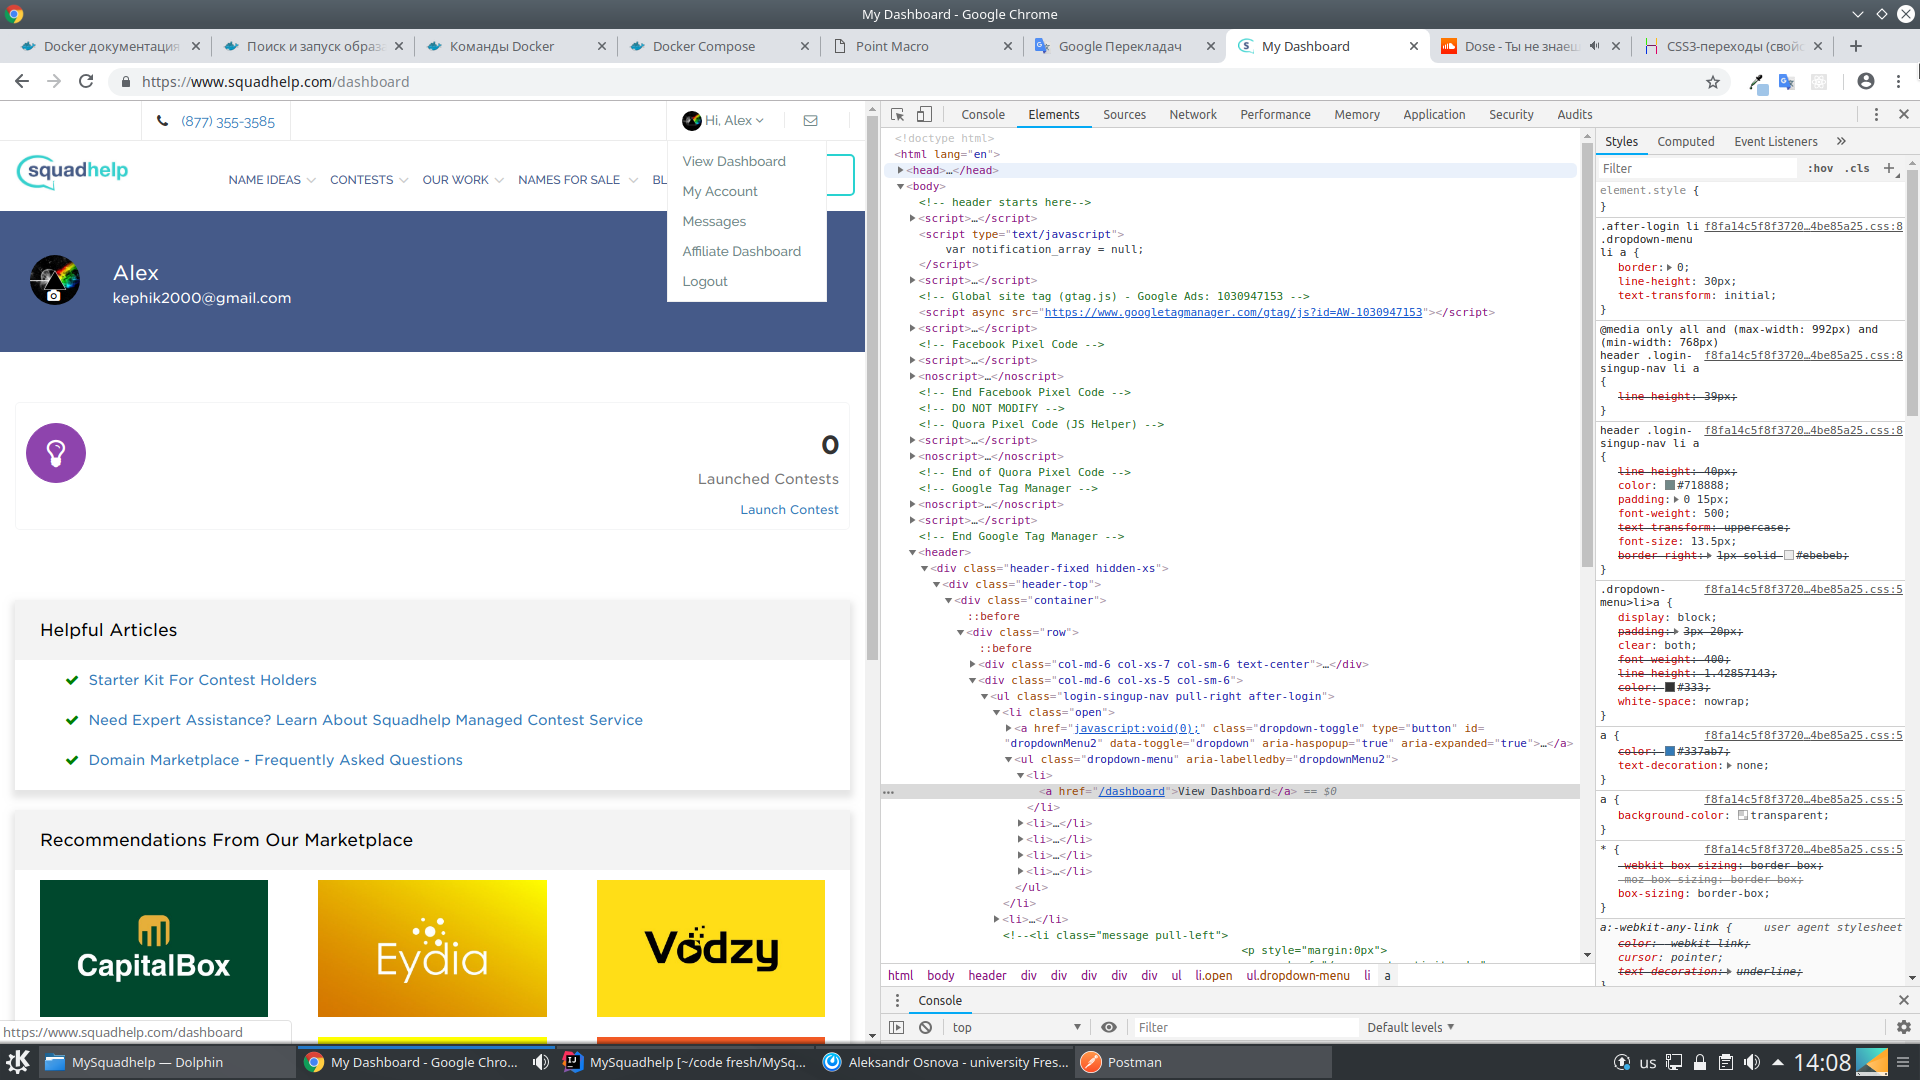 My Dashboard - Google Chrome
Docker документация
Поиск и запуск образа
Команды Docker
Docker Compose
Point Macro
Google Перекладач
My Dashboard
Dose - Ты не знаеш
CSS3-переходы (свойс
https://www.squadhelp.com/dashboard
(877) 355-3585
Hi, Alex
squadhelp
NAME IDEAS
CONTESTS
OUR WORK
NAMES FOR SALE
BL
View Dashboard
My Account
Messages
Affiliate Dashboard
Logout
Alex
kephik2000@gmail.com
0
Launched Contests
Launch Contest
Helpful Articles
Starter Kit For Contest Holders
Need Expert Assistance? Learn About Squadhelp Managed Contest Service
Domain Marketplace - Frequently Asked Questions
Recommendations From Our Marketplace
CapitalBox
Eydia
Vodzy
https://www.squadhelp.com/dashboard
Console Elements Sources Network Performance Memory Application Security Audits
<!doctype html>
<html lang="en">
<head>…</head>
<body>
<!-- header starts here-->
<script>…</script>
<script type="text/javascript">
var notification_array = null;
</script>
<script>…</script>
<!-- Global site tag (gtag.js) - Google Ads: 1030947153 -->
<script async src="https://www.googletagmanager.com/gtag/js?id=AW-1030947153"></script>
<script>…</script>
<!-- Facebook Pixel Code -->
<script>…</script>
<noscript>…</noscript>
<!-- End Facebook Pixel Code -->
<!-- DO NOT MODIFY -->
<!-- Quora Pixel Code (JS Helper) -->
<script>…</script>
<noscript>…</noscript>
<!-- End of Quora Pixel Code -->
<!-- Google Tag Manager -->
<noscript>…</noscript>
<script>…</script>
<!-- End Google Tag Manager -->
<header>
<div class="header-fixed hidden-xs">
<div class="header-top">
<div class="container">
::before
<div class="row">
::before
<div class="col-md-6 col-xs-7 col-sm-6 text-center">…</div>
<div class="col-md-6 col-xs-5 col-sm-6">
<ul class="login-singup-nav pull-right after-login">
<li class="open">
<a href="javascript:void(0);" class="dropdown-toggle" type="button" id=
"dropdownMenu2" data-toggle="dropdown" aria-haspopup="true" aria-expanded="true">…</a>
<ul class="dropdown-menu" aria-labelledby="dropdownMenu2">
<li>
<a href="/dashboard">View Dashboard</a> == $0
</li>
<li>…</li>
<li>…</li>
<li>…</li>
<li>…</li>
</ul>
</li>
<li>…</li>
<!--<li class="message pull-left">
<p style="margin:0px">
html body header div div div div div ul li.open ul.dropdown-menu li a
Styles Computed Event Listeners »
Filter :hov .cls +
element.style {
}
.after-login li f8fa14c5f8f3720…4be85a25.css:8
.dropdown-menu
li a {
border: 0;
line-height: 30px;
text-transform: initial;
}
@media only all and (max-width: 992px) and
(min-width: 768px)
header .login- f8fa14c5f8f3720…4be85a25.css:8
singup-nav li a
{
line-height: 39px;
}
header .login- f8fa14c5f8f3720…4be85a25.css:8
singup-nav li a
{
line-height: 40px;
color: #718888;
padding: 0 15px;
font-weight: 500;
text-transform: uppercase;
font-size: 13.5px;
border-right: 1px solid #ebebeb;
}
.dropdown- f8fa14c5f8f3720…4be85a25.css:5
menu>li>a {
display: block;
padding: 3px 20px;
clear: both;
font-weight: 400;
line-height: 1.42857143;
color: #333;
white-space: nowrap;
}
a { f8fa14c5f8f3720…4be85a25.css:5
color: #337ab7;
text-decoration: none;
}
a { f8fa14c5f8f3720…4be85a25.css:5
background-color: transparent;
}
* { f8fa14c5f8f3720…4be85a25.css:5
-webkit-box-sizing: border-box;
-moz-box-sizing: border-box;
box-sizing: border-box;
}
a:-webkit-any-link { user agent stylesheet
color: -webkit-link;
cursor: pointer;
text-decoration: underline;
Console
top
Filter
Default levels
MySquadhelp — Dolphin
My Dashboard - Google Chro...
MySquadhelp [~/code fresh/MySq...
Aleksandr Osnova - university Fres...
Postman
us
14:08